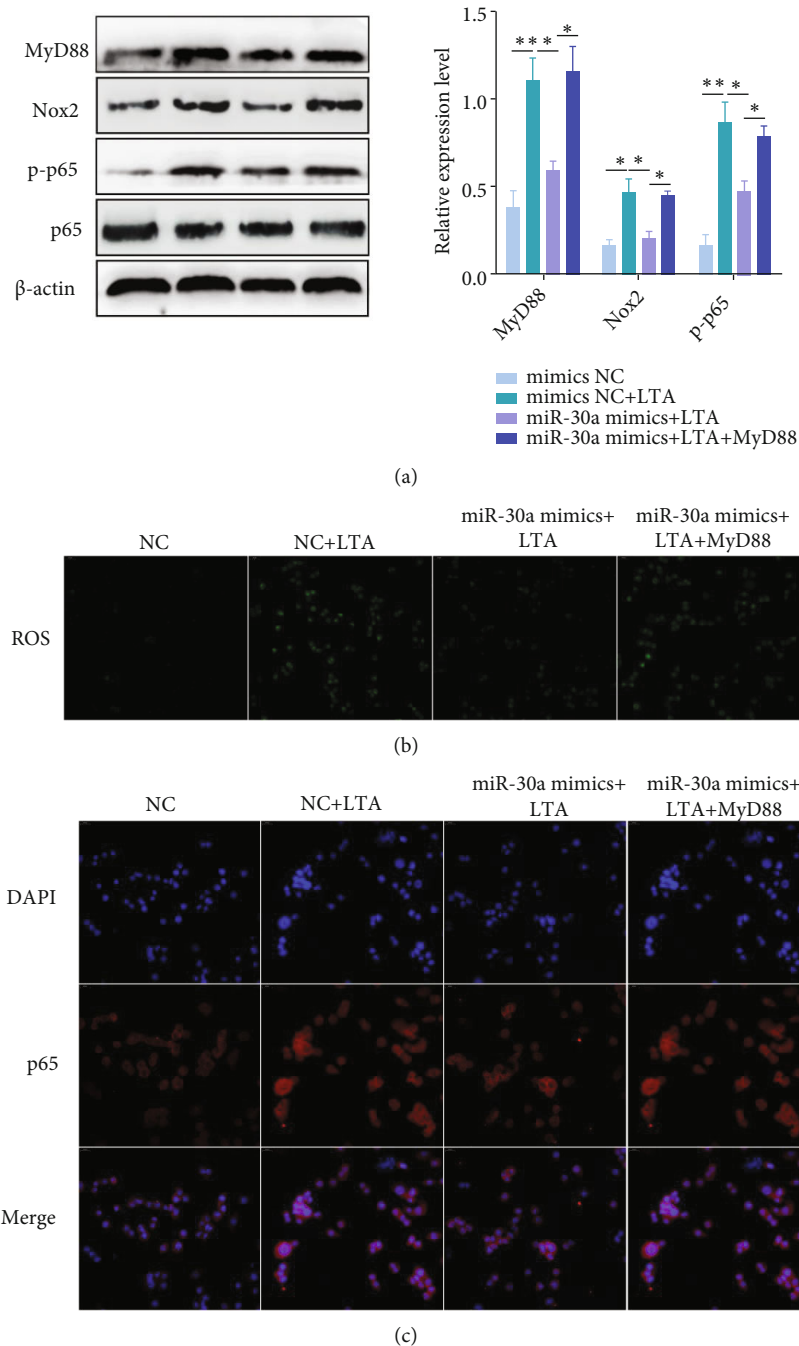 MyD88
Nox2
p-p65
p65
β-actin
Relative expression level
1.5
1.0
0.5
0.0
** * *
* * *
** * *
MyD88
Nox2
p-p65
mimics NC
mimics NC+LTA
miR-30a mimics+LTA
miR-30a mimics+LTA+MyD88
(a)
NC
NC+LTA
miR-30a mimics+
LTA
miR-30a mimics+
LTA+MyD88
ROS
(b)
NC
NC+LTA
miR-30a mimics+
LTA
miR-30a mimics+
LTA+MyD88
DAPI
p65
Merge
(c)